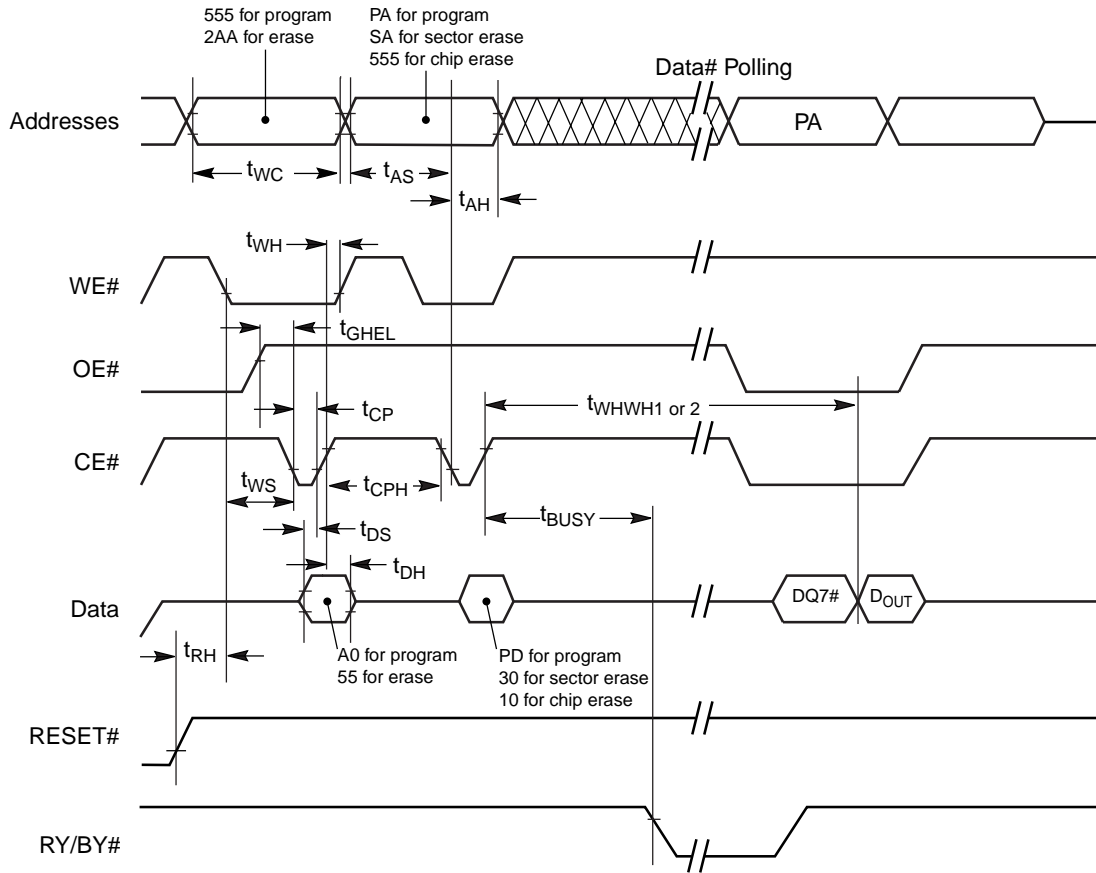 555 for program
2AA for erase
PA for program
SA for sector erase
555 for chip erase
Data# Polling
Addresses
PA
tWC
tAS
tAH
tWH
WE#
tGHEL
OE#
tWHWH1 or 2
tCP
CE#
tWS
tCPH
tBUSY
tDS
tDH
Data
DQ7#
DOUT
tRH
A0 for program
55 for erase
PD for program
30 for sector erase
10 for chip erase
RESET#
RY/BY#